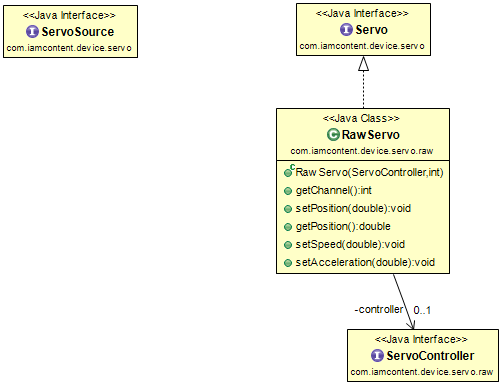 <<Java Interface>>
ServoSource
com.iamcontent.device.servo
<<Java Interface>>
Servo
com.iamcontent.device.servo
<<Java Class>>
RawServo
com.iamcontent.device.servo.raw
RawServo(ServoController,int)
getChannel():int
setPosition(double):void
getPosition():double
setSpeed(double):void
setAcceleration(double):void
-controller 0..1
<<Java Interface>>
ServoController
com.iamcontent.device.servo.raw